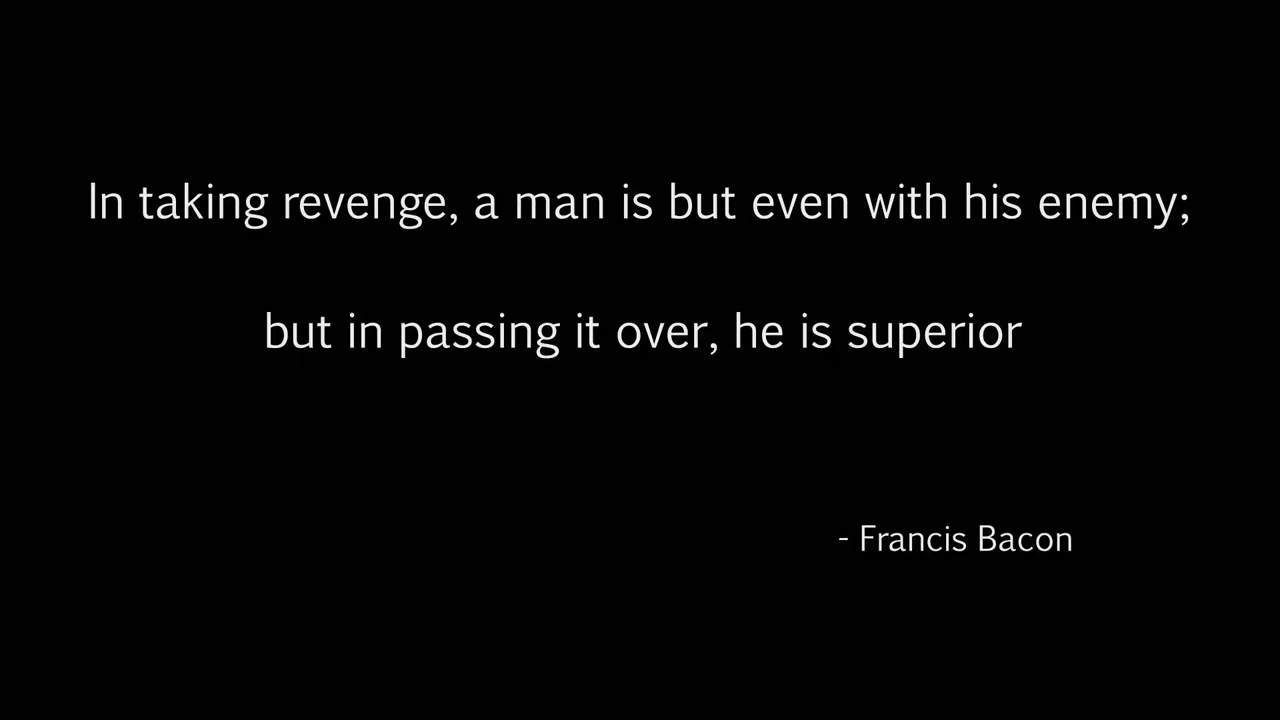 In taking revenge, a man is but even with his enemy;
but in passing it over, he is superior
- Francis Bacon